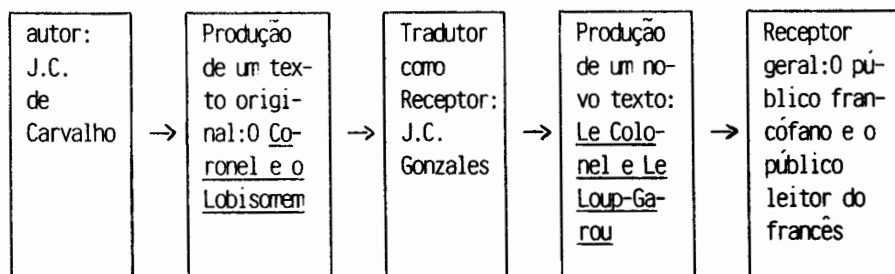 autor:
J.C.
de
Carvalho
→
Produção
de um tex-
to origi-
nal:O Co-
ronel e o
Lobisomem
→
Tradutor
como
Receptor:
J.C.
Gonzales
→
Produção
de um no-
vo texto:
Le Colo-
nel e Le
Loup-Ga-
rou
→
Receptor
geral:O pú-
blico fran-
cófano e o
público
leitor do
francês